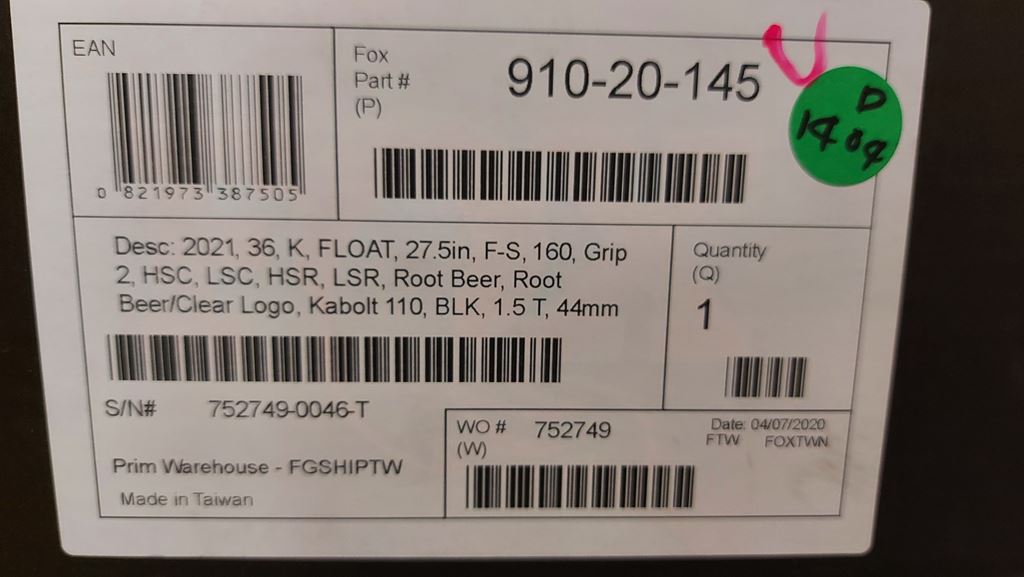 EAN
0 821973 387505
Fox
Part #
(P)
910-20-145
D
1404
Desc: 2021, 36, K, FLOAT, 27.5in, F-S, 160, Grip
2, HSC, LSC, HSR, LSR, Root Beer, Root
Beer/Clear Logo, Kabolt 110, BLK, 1.5 T, 44mm
Quantity
(Q)
1
S/N# 752749-0046-T
Prim Warehouse - FGSHIPTW
Made in Taiwan
WO # 752749
(W)
Date: 04/07/2020
FTW FOXTWN